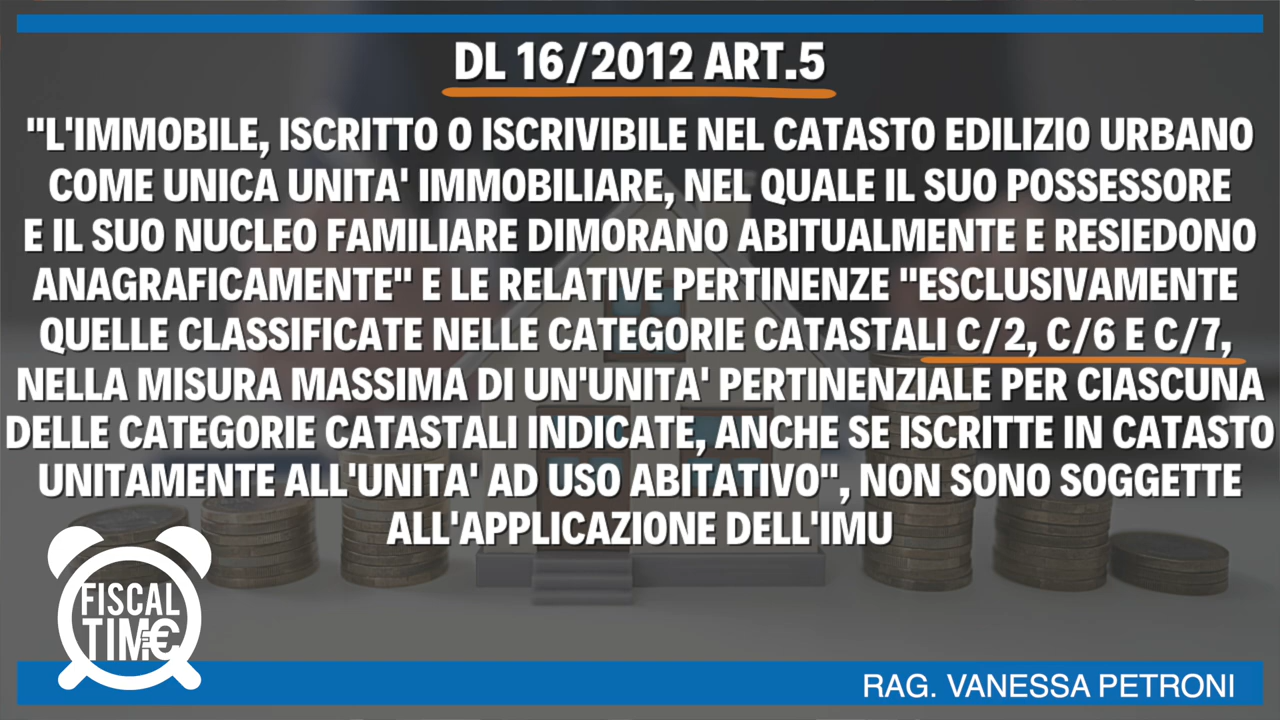 DL 16/2012 ART.5
"L'IMMOBILE, ISCRITTO O ISCRIVIBILE NEL CATASTO EDILIZIO URBANO
COME UNICA UNITA' IMMOBILIARE, NEL QUALE IL SUO POSSESSORE
E IL SUO NUCLEO FAMILIARE DIMORANO ABITUALMENTE E RESIEDONO
ANAGRAFICAMENTE" E LE RELATIVE PERTINENZE "ESCLUSIVAMENTE
QUELLE CLASSIFICATE NELLE CATEGORIE CATASTALI C/2, C/6 E C/7,
NELLA MISURA MASSIMA DI UN'UNITA' PERTINENZIALE PER CIASCUNA
DELLE CATEGORIE CATASTALI INDICATE, ANCHE SE ISCRITTE IN CATASTO
UNITAMENTE ALL'UNITA' AD USO ABITATIVO", NON SONO SOGGETTE
ALL'APPLICAZIONE DELL'IMU
FISCAL
TIM€
RAG. VANESSA PETRONI